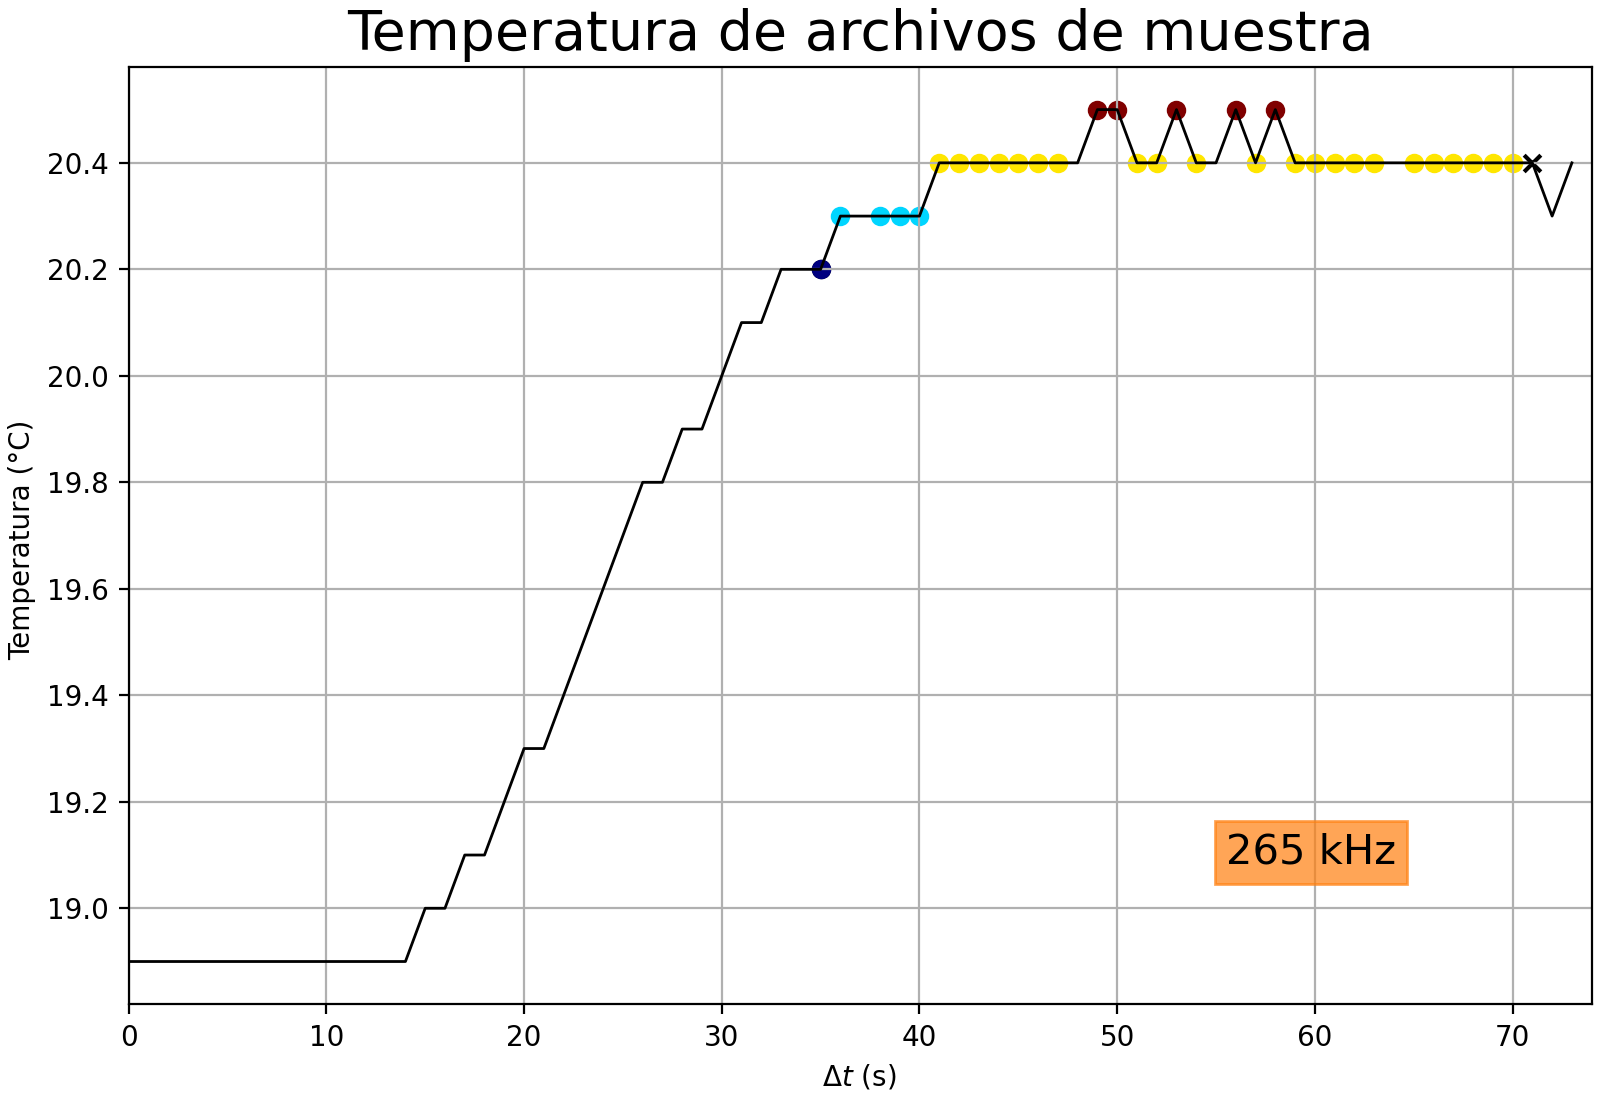 Temperatura de archivos de muestra
Temperatura (°C)
20.4
20.2
20.0
19.8
19.6
19.4
19.2
19.0
265 kHz
0 10 20 30 40 50 60 70
Δt (s)